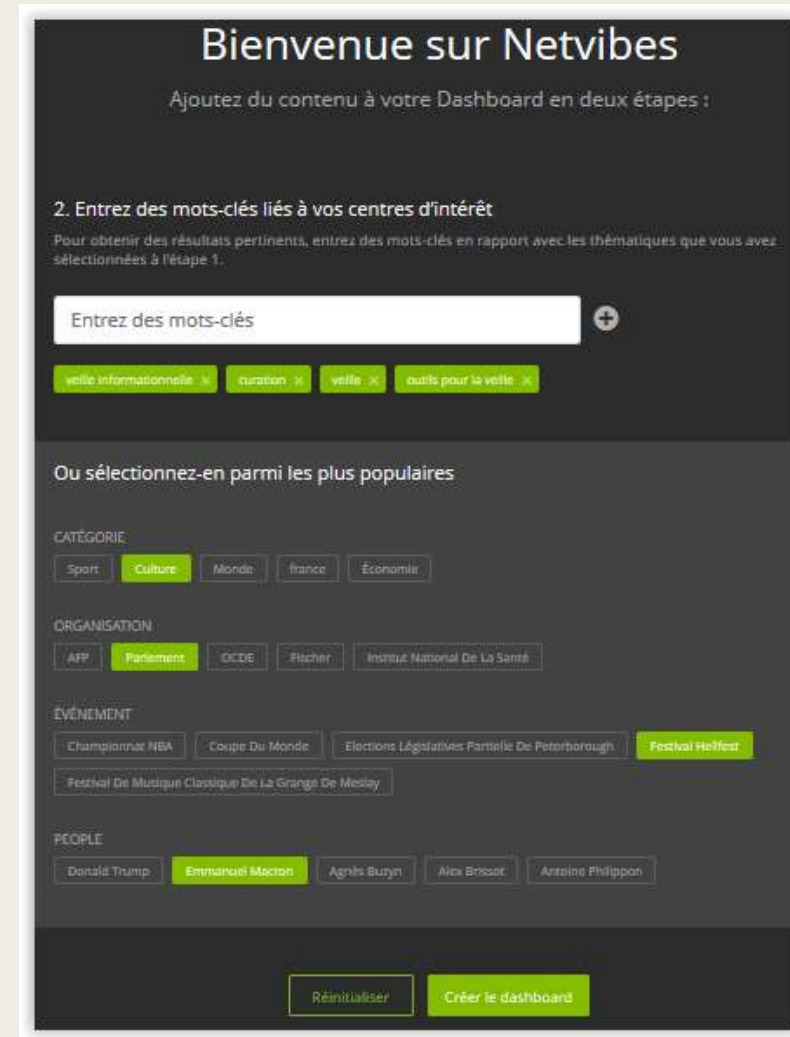 Bienvenue sur Netvibes
Ajoutez du contenu à votre Dashboard en deux étapes :
2. Entrez des mots-clés liés à vos centres d'intérêt
Pour obtenir des résultats pertinents, entrez des mots-clés en rapport avec les thématiques que vous avez
sélectionnées à l'étape 1.
Entrez des mots-clés
veille informationnelle × curation × veille × outils pour la veille ×
Ou sélectionnez-en parmi les plus populaires
CATÉGORIE
Sport Culture Monde france Économie
ORGANISATION
AFP Parlement OCDE Fischer Institut National De La Santé
ÉVÉNEMENT
Championnat NBA Coupe Du Monde Elections Législatives Partielle De Peterborough Festival Hellfest
Festival De Musique Classique De La Grange De Meslay
PEOPLE
Donald Trump Emmanuel Macron Agnès Buzyn Alex Brissot Antoine Philippon
Réinitialiser Créer le dashboard